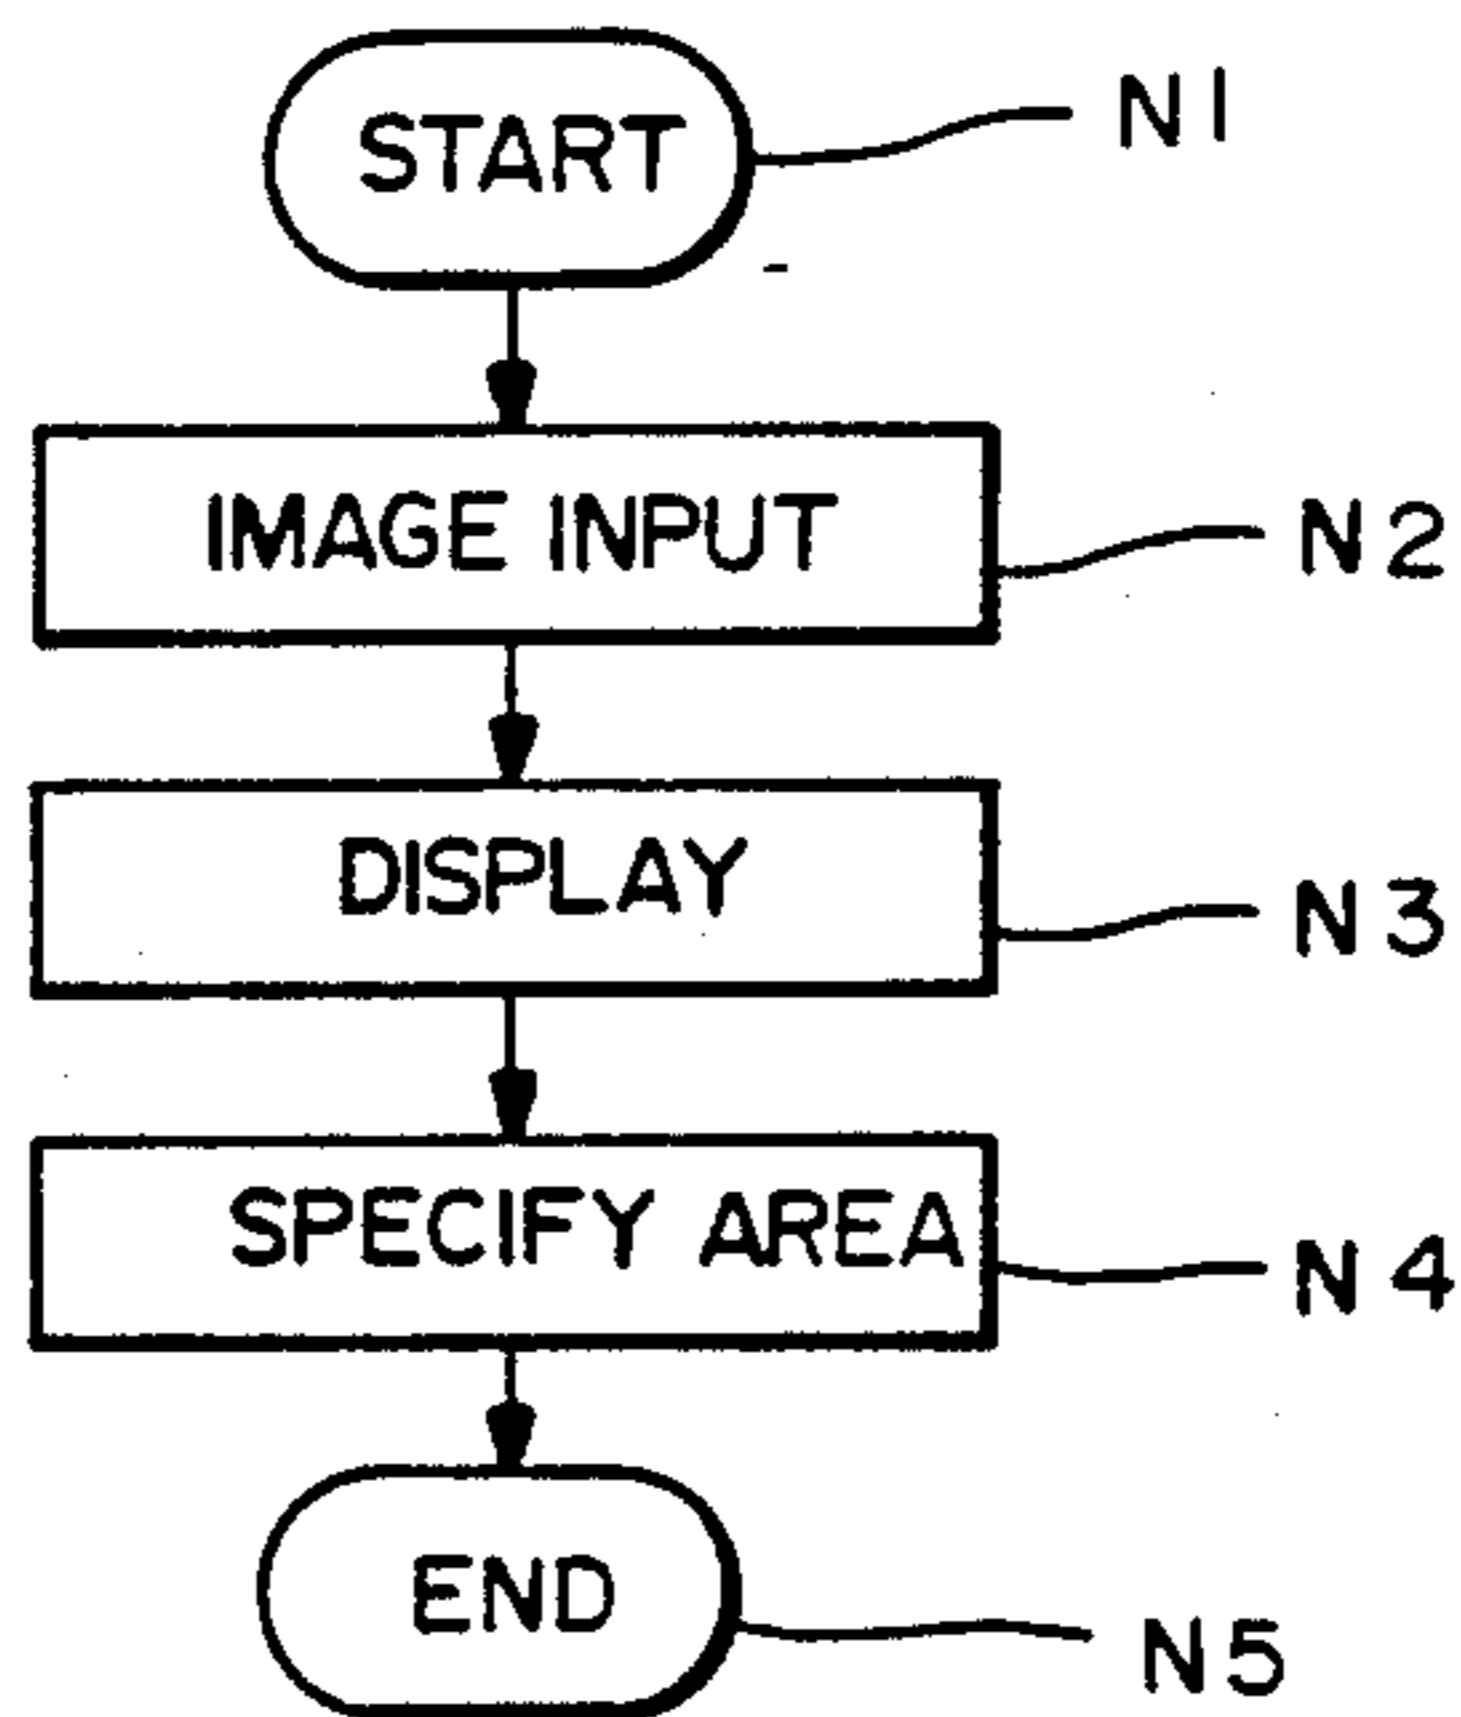 START
N1
IMAGE INPUT
N2
DISPLAY
N3
SPECIFY AREA
N4
END
N5